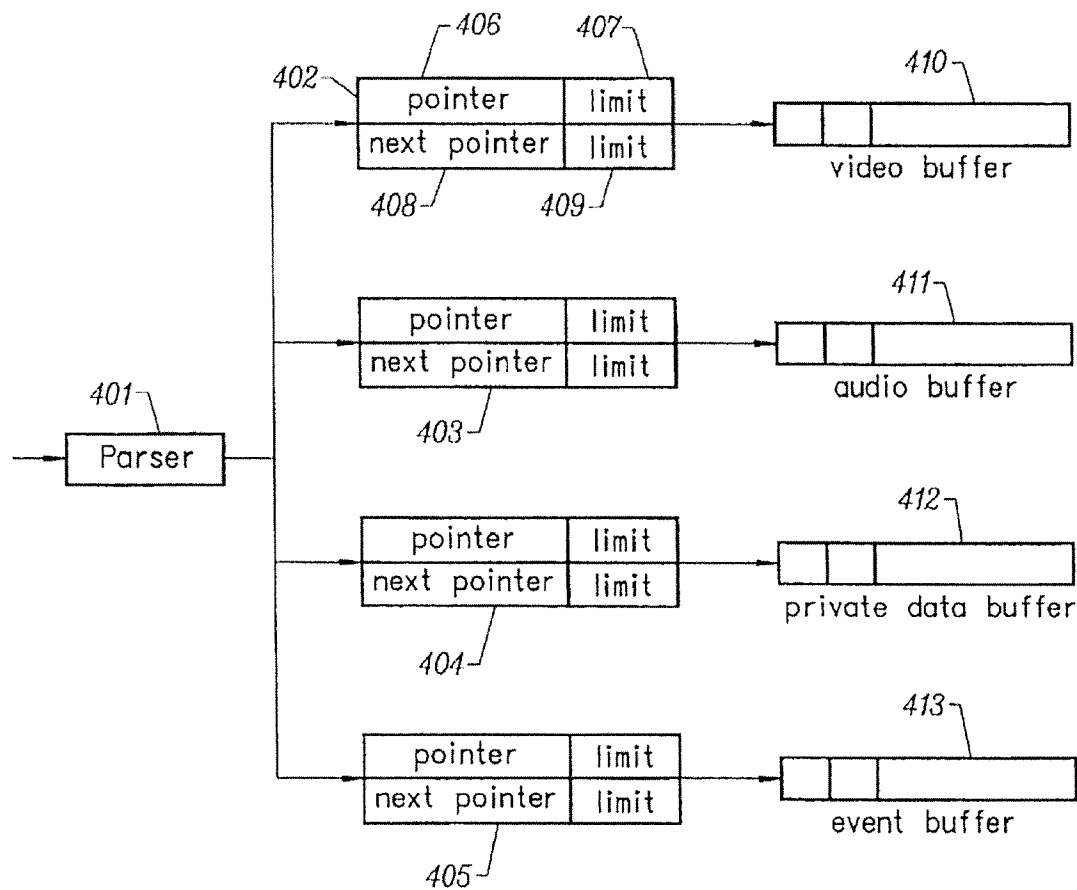 406
407
410
402
pointer limit
next pointer limit
video buffer
408
409
411
pointer limit
next pointer limit
audio buffer
401
403
Parser
412
pointer limit
next pointer limit
private data buffer
404
413
pointer limit
next pointer limit
event buffer
405